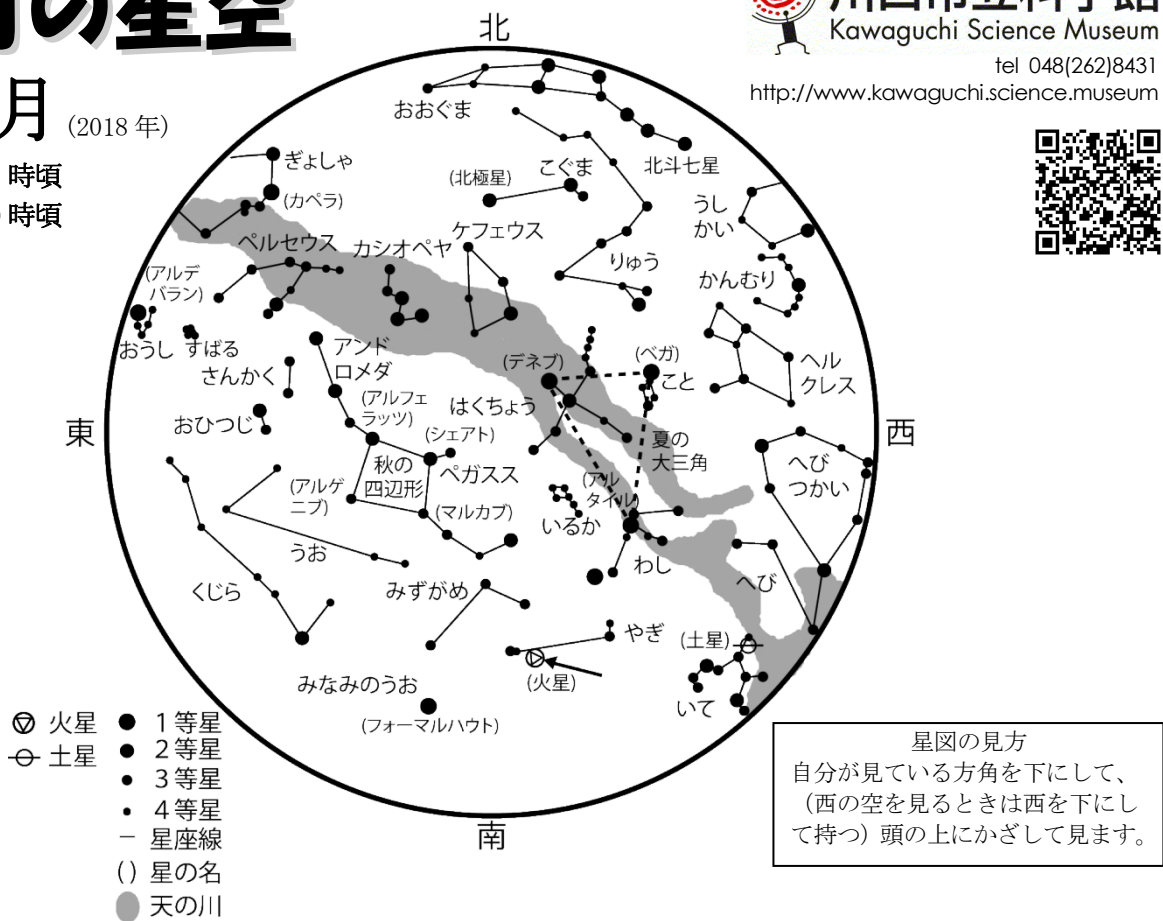 の星空
月 (2018 年)
時頃
時頃
Kawaguchi Science Museum
tel 048(262)8431
http://www.kawaguchi.science.museum
北
おおぐま
北斗七星
ぎょしゃ
(カペラ)
(北極星)
こぐま
うし
かい
ペルセウス
カシオペヤ
ケフェウス
りゅう
かんむり
(アルデ
バラン)
おうし
すばる
さんかく
アンド
ロメダ
(デネブ)
(ベガ)
こと
ヘル
クレス
東
おひつじ
(アルフェ
ラッツ)
はくちょう
(シェアト)
夏の
大三角
西
秋の
四辺形
ペガスス
へび
つかい
(アルゲ
ニブ)
(マルカブ)
いるか
(アル
タイル)
うお
わし
くじら
みずがめ
へび
やぎ
(土星)
(火星)
いて
みなみのうお
(フォーマルハウト)
南
火星
土星
1等星
2等星
3等星
4等星
星座線
() 星の名
天の川
星図の見方
自分が見ている方角を下にして、
(西の空を見るときは西を下にし
て持つ) 頭の上にかざして見ます。